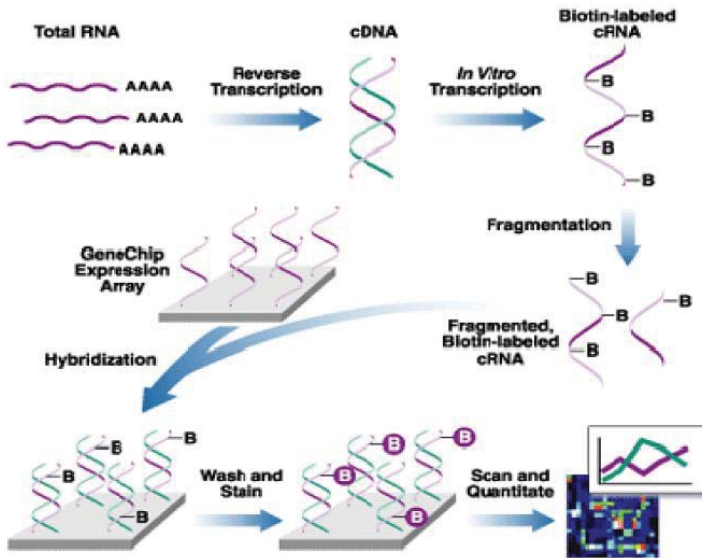 Total RNA
AAAA
AAAA
AAAA
Reverse
Transcription
cDNA
In Vitro
Transcription
Biotin-labeled
cRNA
B
B
B
B
Fragmentation
GeneChip
Expression
Array
B
B
B
B
Fragmented,
Biotin-labeled
cRNA
Hybridization
B
B
B
B
Wash and
Stain
B
B
B
B
Scan and
Quantitate